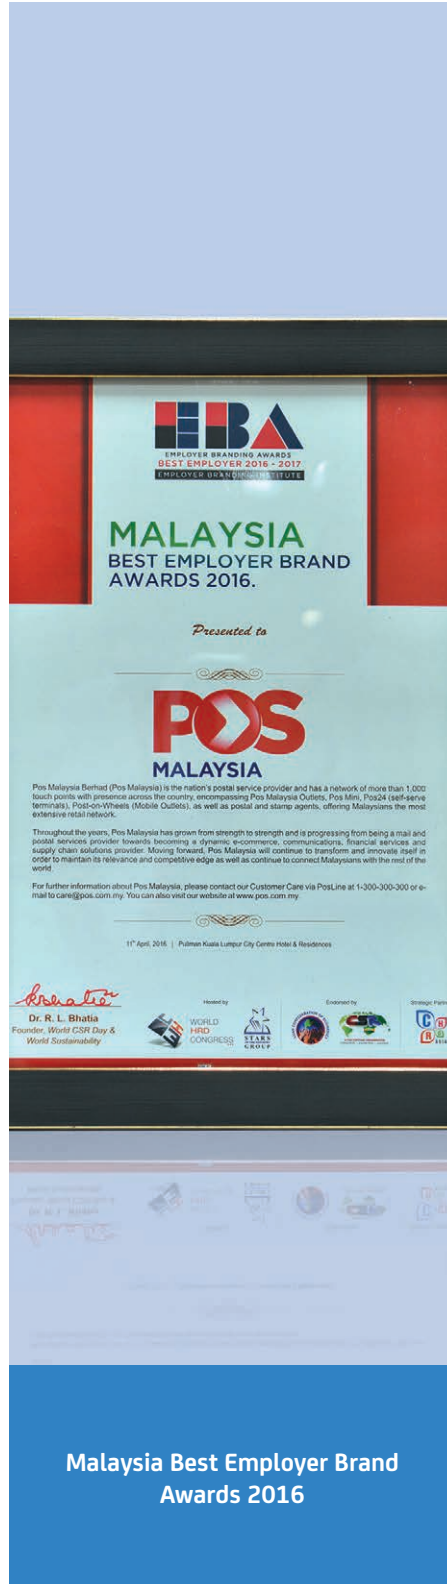 EBA
EMPLOYER BRANDING AWARDS
BEST EMPLOYER 2016 - 2017
EMPLOYER BRANDING INSTITUTE
MALAYSIA
BEST EMPLOYER BRAND
AWARDS 2016.
Presented to
POS
MALAYSIA
Pos Malaysia Berhad (Pos Malaysia) is the nation's postal service provider and has a network of more than 1,000
touch points with presence across the country, encompassing Pos Malaysia Outlets, Pos Mini, Pos24 (self-serve
terminals), Post-on-Wheels (Mobile Outlets), as well as postal and stamp agents, offering Malaysians the most
extensive retail network.
Throughout the years, Pos Malaysia has grown from strength to strength and is progressing from being a mail and
postal services provider towards becoming a dynamic e-commerce, communications, financial services and
supply chain solutions provider. Moving forward, Pos Malaysia will continue to transform and innovate itself in
order to maintain its relevance and competitive edge as well as continue to connect Malaysians with the rest of the
world.
For further information about Pos Malaysia, please contact our Customer Care via PosLine at 1-300-300-300 or e-
mail to care@pos.com.my. You can also visit our website at www.pos.com.my.
11th April, 2016 | Pullman Kuala Lumpur City Centre Hotel & Residences
Dr. R. L. Bhatia
Founder, World CSR Day &
World Sustainability
Hosted by
WORLD
HRD
CONGRESS
STARS
GROUP
Endorsed by
CSR
Strategic Partn
Malaysia Best Employer Brand
Awards 2016